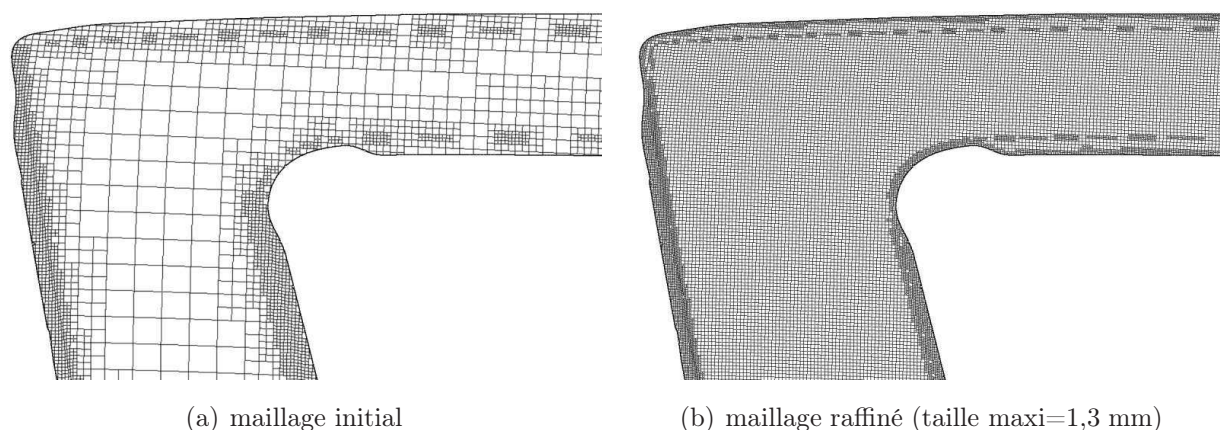 (a) maillage initial
(b) maillage raffiné (taille maxi=1,3 mm)